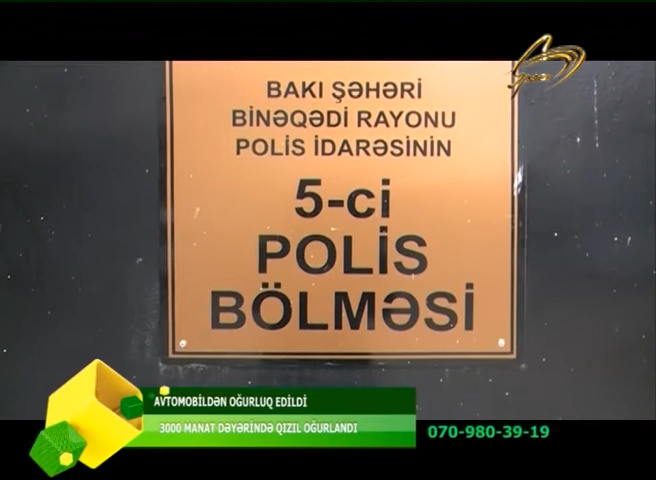 BAKI ŞƏHƏRİ
BİNƏQƏDİ RAYONU
POLİS İDARƏSİNİN
5-ci
POLİS
BÖLMƏSİ
AVTOMOBİLDƏN OĞURLUQ EDİLDİ
3000 MANAT DƏYƏRİNDƏ QIZIL OĞURLANDI
070-980-39-19